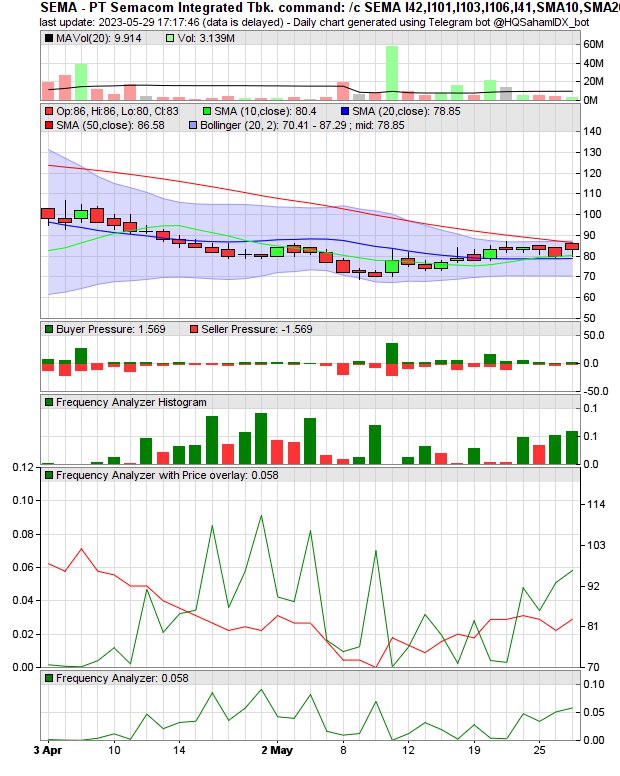 SEMA - PT Semacom Integrated Tbk. command: /c SEMA I42,I101,I103,I106,I41,SMA10,SMA20
last update: 2023-05-29 17:17:46 (data is delayed) - Daily chart generated using Telegram bot @HQSahamIDX_bot
MAVol(20): 9.914 Vol: 3.139M
60M
40M
20M
0M
Op:86, Hi:86, Lo:80, Cl:83 SMA (10,close): 80.4 SMA (20,close): 78.85
SMA (50,close): 86.58 Bollinger (20, 2): 70.41 - 87.29 ; mid: 78.85
140
130
120
110
100
90
80
70
60
50
Buyer Pressure: 1.569 Seller Pressure: -1.569
50.0
0.0
-50.0
Frequency Analyzer Histogram
0.1
0.1
0.0
Frequency Analyzer with Price overlay: 0.058
0.12
0.10
0.08
0.06
0.04
0.02
0.00
114
103
92
81
70
Frequency Analyzer: 0.058
0.10
0.05
0.00
3 Apr 10 14 2 May 8 12 19 25